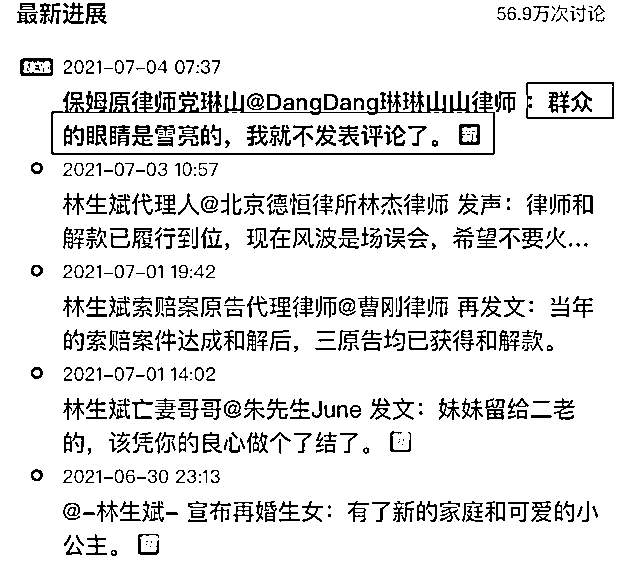 最新进展
56.9万次讨论
2021-07-04 07:37
保姆原律师党琳山@DangDang琳琳山山律师：群众
的眼睛是雪亮的，我就不发表评论了。新
2021-07-03 10:57
林生斌代理人@北京德恒律所林杰律师 发声：律师和
解款已履行到位，现在风波是场误会，希望不要火...
2021-07-01 19:42
林生斌索赔案原告代理律师@曹刚律师 再发文：当年
的索赔案件达成和解后，三原告均已获得和解款。
2021-07-01 14:02
林生斌亡妻哥哥@朱先生June 发文：妹妹留给二老
的，该凭你的良心做个了结了。
2021-06-30 23:13
@-林生斌- 宣布再婚生女：有了新的家庭和可爱的小
公主。